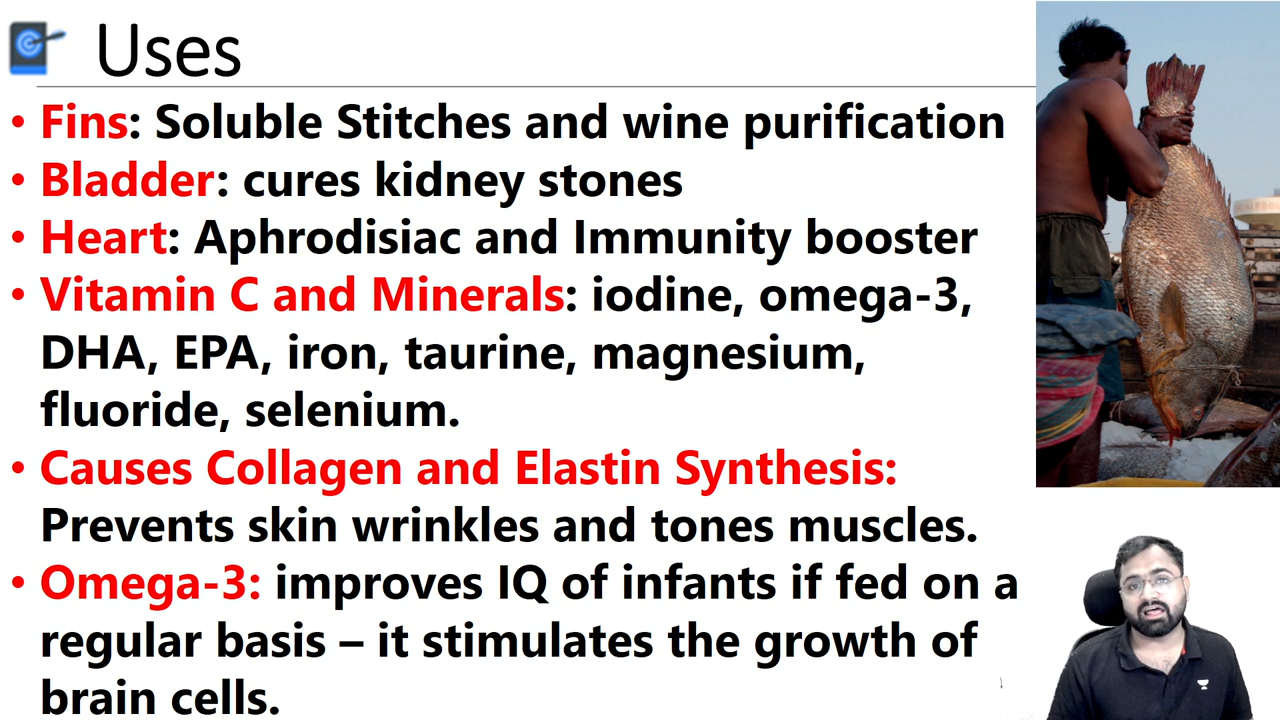 Uses
• Fins: Soluble Stitches and wine purification
• Bladder: cures kidney stones
• Heart: Aphrodisiac and Immunity booster
• Vitamin C and Minerals: iodine, omega-3,
DHA, EPA, iron, taurine, magnesium,
fluoride, selenium.
• Causes Collagen and Elastin Synthesis:
Prevents skin wrinkles and tones muscles.
• Omega-3: improves IQ of infants if fed on a
regular basis – it stimulates the growth of
brain cells.